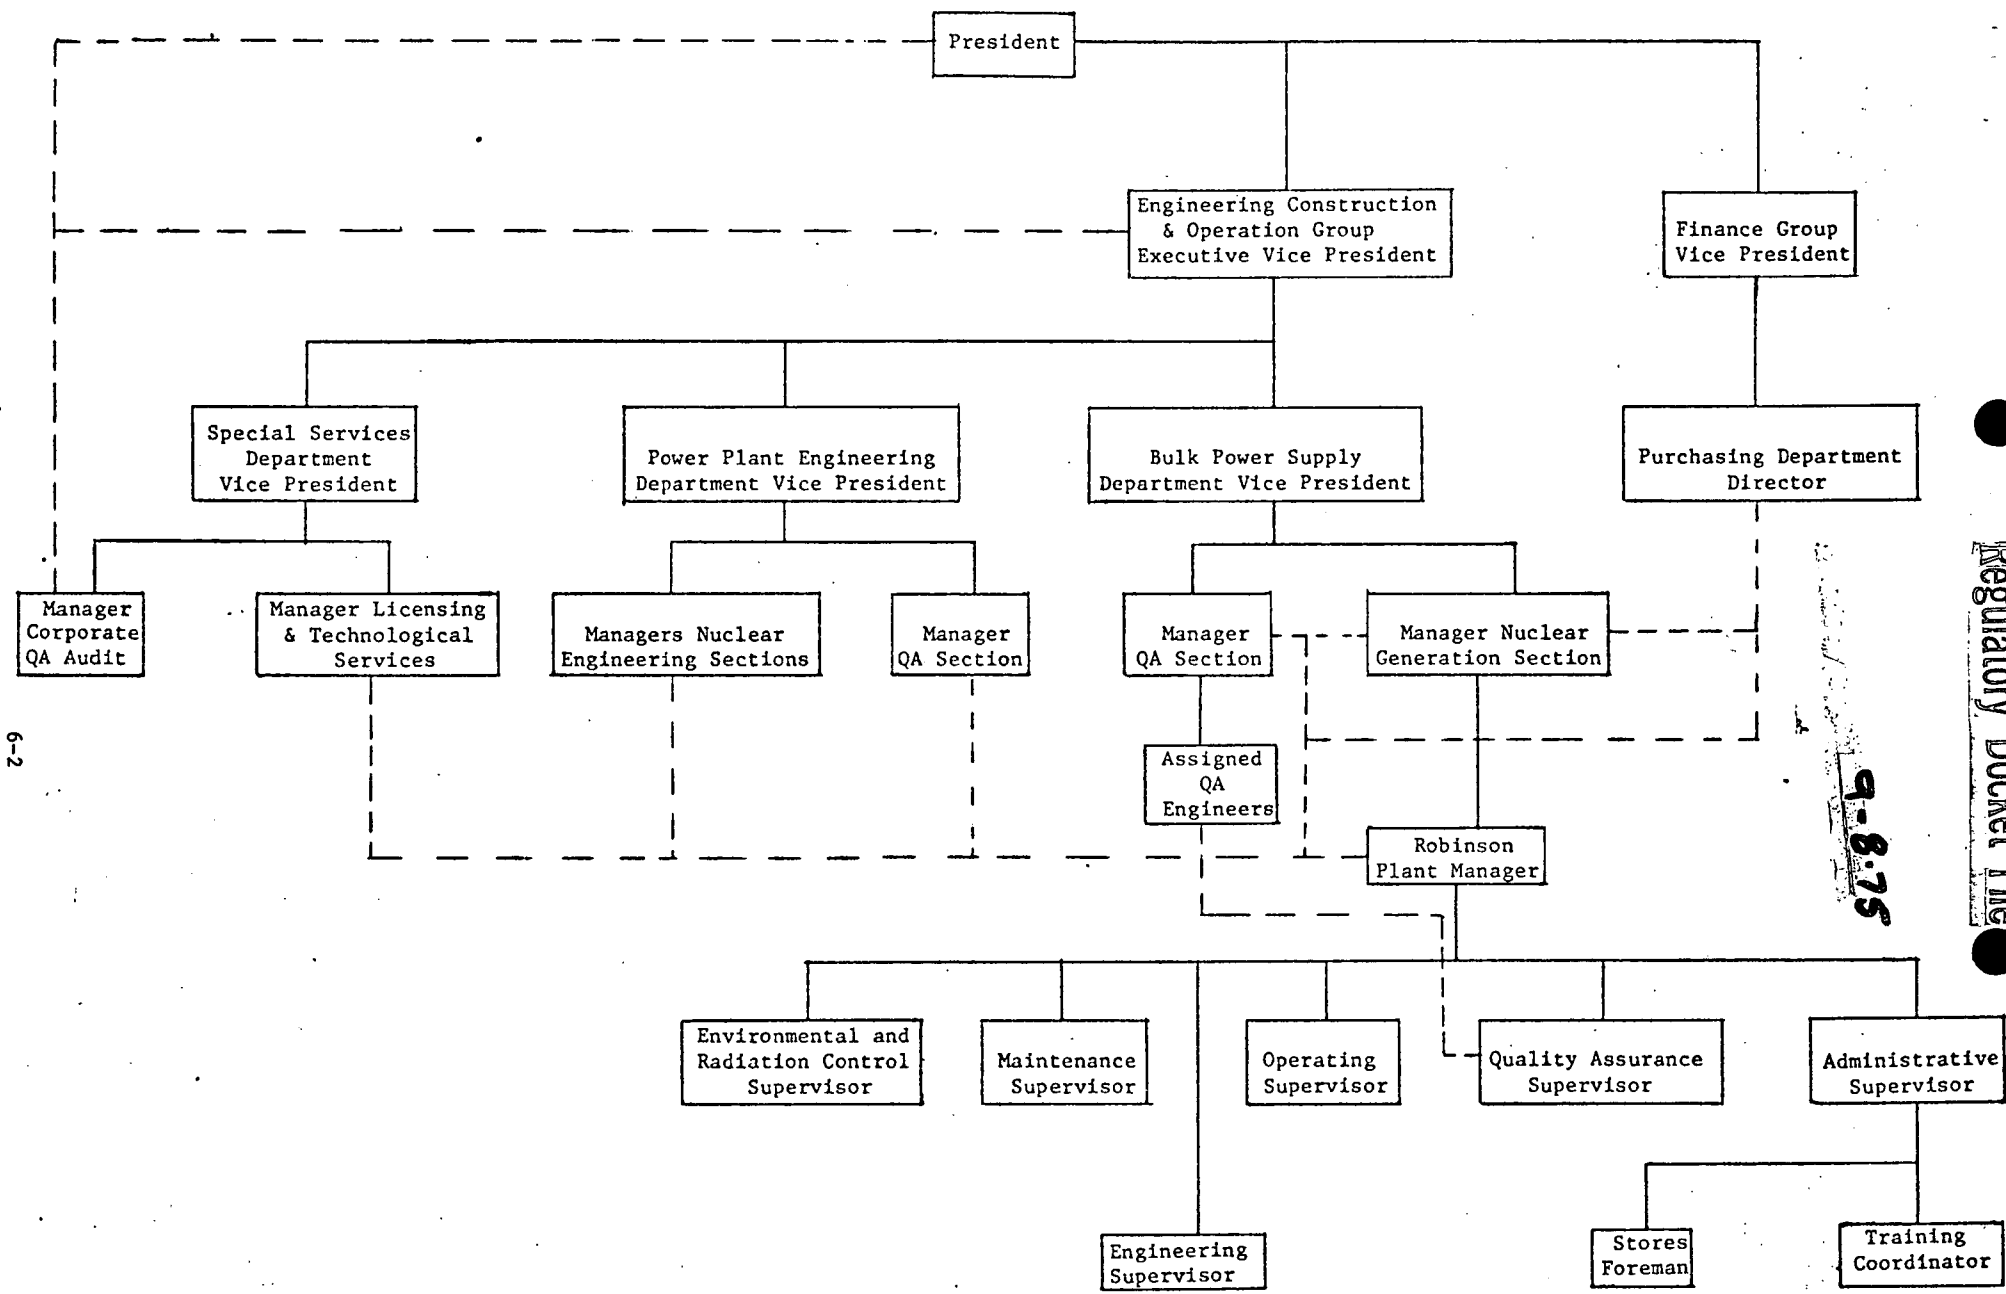 President
Engineering Construction
& Operation Group
Executive Vice President
Finance Group
Vice President
Special Services
Department
Vice President
Power Plant Engineering
Department Vice President
Bulk Power Supply
Department Vice President
Purchasing Department
Director
Manager
Corporate
QA Audit
Manager Licensing
& Technological
Services
Managers Nuclear
Engineering Sections
Manager
QA Section
Manager
QA Section
Manager Nuclear
Generation Section
Assigned
QA
Engineers
Robinson
Plant Manager
Environmental and
Radiation Control
Supervisor
Maintenance
Supervisor
Operating
Supervisor
Quality Assurance
Supervisor
Administrative
Supervisor
Engineering
Supervisor
Stores
Foreman
Training
Coordinator
6-2
9-8-75
Regulatory Docket File